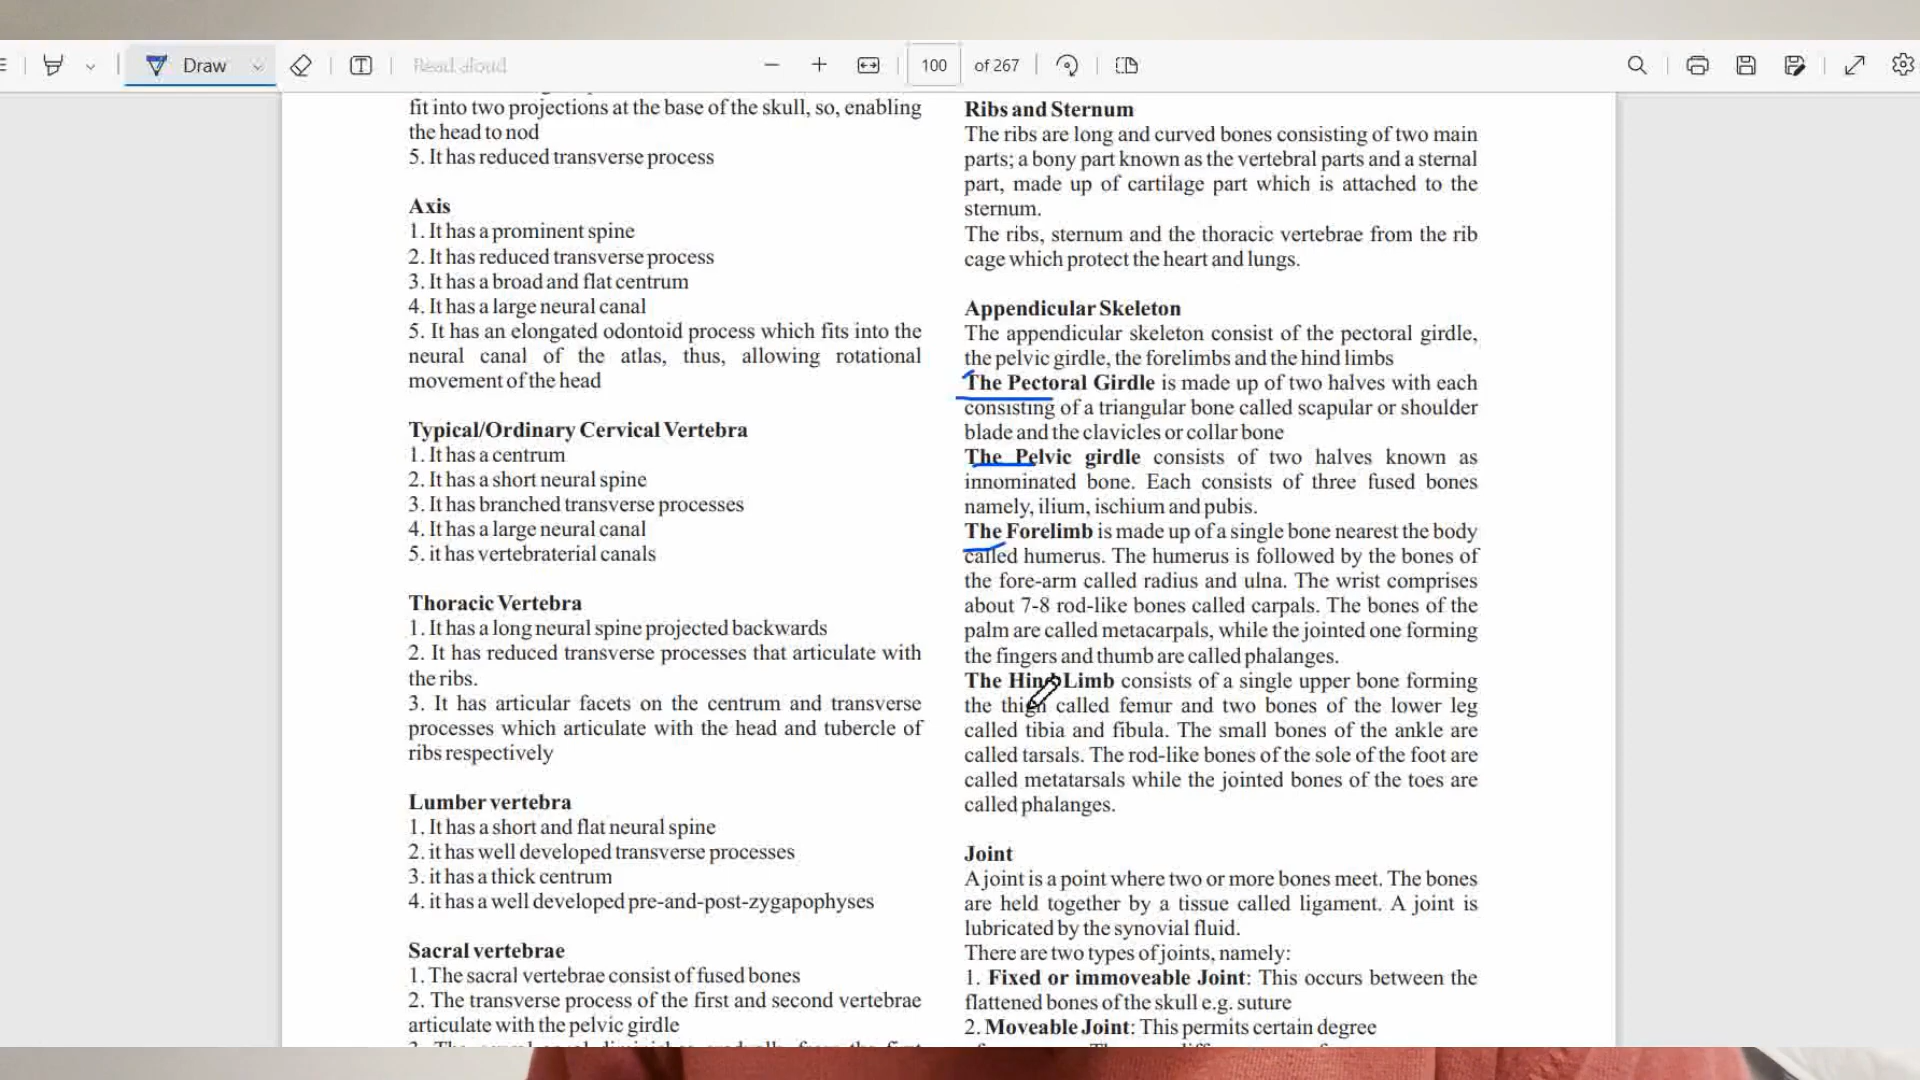 Draw
Read aloud
100 of 267
fit into two projections at the base of the skull, so, enabling
the head to nod
5. It has reduced transverse process
Axis
1. It has a prominent spine
2. It has reduced transverse process
3. It has a broad and flat centrum
4. It has a large neural canal
5. It has an elongated odontoid process which fits into the
neural canal of the atlas, thus, allowing rotational
movement of the head
Typical/Ordinary Cervical Vertebra
1. It has a centrum
2. It has a short neural spine
3. It has branched transverse processes
4. It has a large neural canal
5. it has vertebraterial canals
Thoracic Vertebra
1. It has a long neural spine projected backwards
2. It has reduced transverse processes that articulate with
the ribs.
3. It has articular facets on the centrum and transverse
processes which articulate with the head and tubercle of
ribs respectively
Lumber vertebra
1. It has a short and flat neural spine
2. it has well developed transverse processes
3. it has a thick centrum
4. it has a well developed pre-and-post-zygapophyses
Sacral vertebrae
1. The sacral vertebrae consist of fused bones
2. The transverse process of the first and second vertebrae
articulate with the pelvic girdle
Ribs and Sternum
The ribs are long and curved bones consisting of two main
parts; a bony part known as the vertebral parts and a sternal
part, made up of cartilage part which is attached to the
sternum.
The ribs, sternum and the thoracic vertebrae from the rib
cage which protect the heart and lungs.
Appendicular Skeleton
The appendicular skeleton consist of the pectoral girdle,
the pelvic girdle, the forelimbs and the hind limbs
The Pectoral Girdle is made up of two halves with each
consisting of a triangular bone called scapular or shoulder
blade and the clavicles or collar bone
The Pelvic girdle consists of two halves known as
innominated bone. Each consists of three fused bones
namely, ilium, ischium and pubis.
The Forelimb is made up of a single bone nearest the body
called humerus. The humerus is followed by the bones of
the fore-arm called radius and ulna. The wrist comprises
about 7-8 rod-like bones called carpals. The bones of the
palm are called metacarpals, while the jointed one forming
the fingers and thumb are called phalanges.
The Hind Limb consists of a single upper bone forming
the thigh called femur and two bones of the lower leg
called tibia and fibula. The small bones of the ankle are
called tarsals. The rod-like bones of the sole of the foot are
called metatarsals while the jointed bones of the toes are
called phalanges.
Joint
A joint is a point where two or more bones meet. The bones
are held together by a tissue called ligament. A joint is
lubricated by the synovial fluid.
There are two types of joints, namely:
1. Fixed or immoveable Joint: This occurs between the
flattened bones of the skull e.g. suture
2. Moveable Joint: This permits certain degree